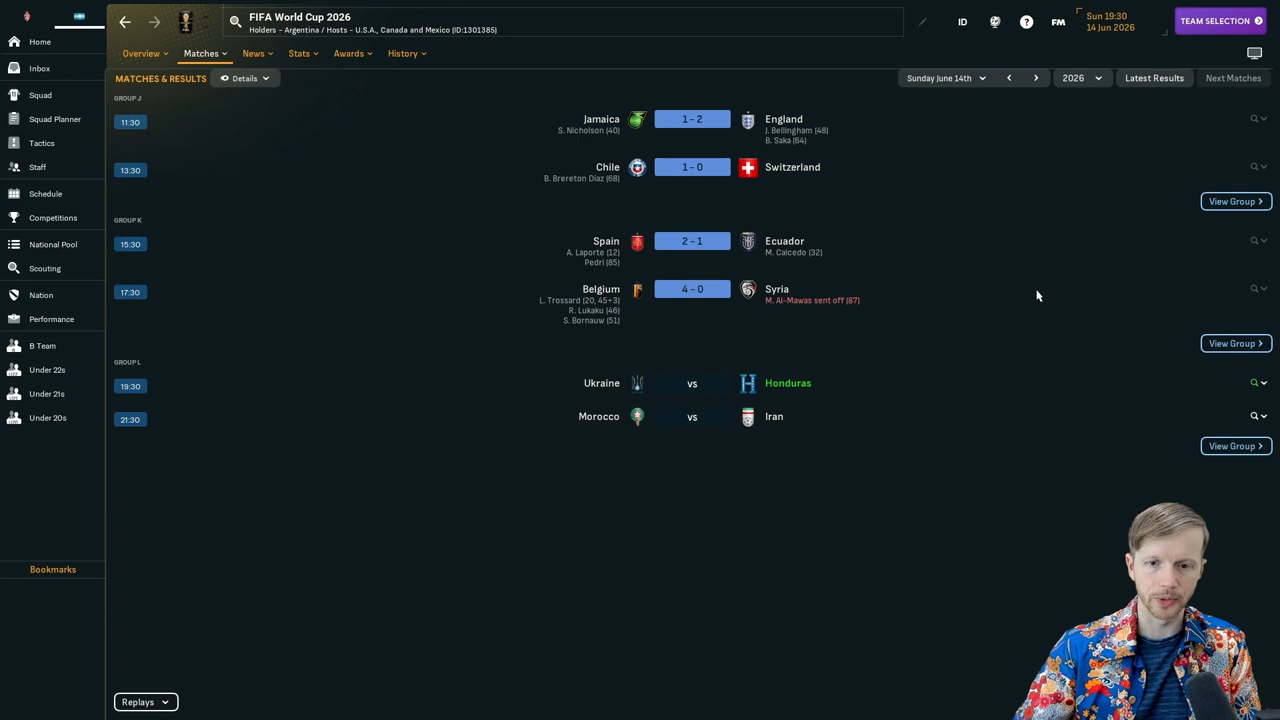 FIFA World Cup 2026
Holders - Argentina / Hosts - U.S.A., Canada and Mexico (ID:1301385)
ID
?
FM
Sun 19:30
14 Jun 2026
TEAM SELECTION
Home
Inbox
Squad
Squad Planner
Tactics
Staff
Schedule
Competitions
National Pool
Scouting
Nation
Performance
B Team
Under 22s
Under 21s
Under 20s
Bookmarks
Overview
Matches
News
Stats
Awards
History
MATCHES & RESULTS
Details
Sunday June 14th
2026
Latest Results
Next Matches
GROUP J
11:30
Jamaica
1 - 2
England
S. Nicholson (40)
J. Bellingham (48)
B. Saka (64)
13:30
Chile
1 - 0
Switzerland
B. Brereton Díaz (68)
View Group >
GROUP K
15:30
Spain
2 - 1
Ecuador
A. Laporte (12)
M. Caicedo (32)
Pedri (85)
17:30
Belgium
4 - 0
Syria
L. Trossard (20, 45+3)
M. Al-Mawas sent off (87)
R. Lukaku (46)
S. Bornauw (51)
View Group >
GROUP L
19:30
Ukraine
vs
Honduras
21:30
Morocco
vs
Iran
View Group >
Replays